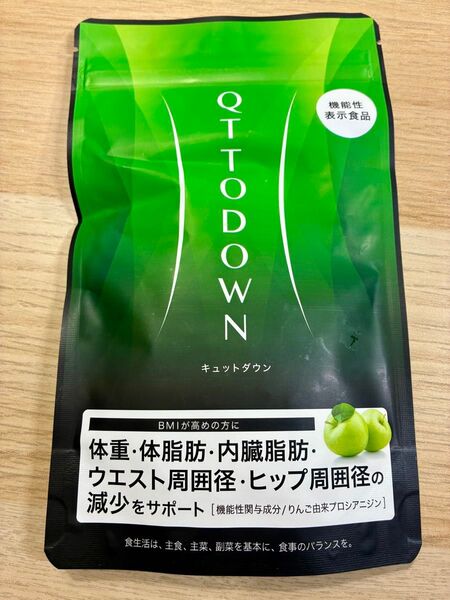 機能性
表示食品
QTTODOWN
キュットダウン
BMIが高めの方に
体重・体脂肪・内臓脂肪・
ウエスト周囲径・ヒップ周囲径の
減少をサポート［機能性関与成分/りんご由来プロシアニジン］
食生活は、主食、主菜、副菜を基本に、食事のバランスを。